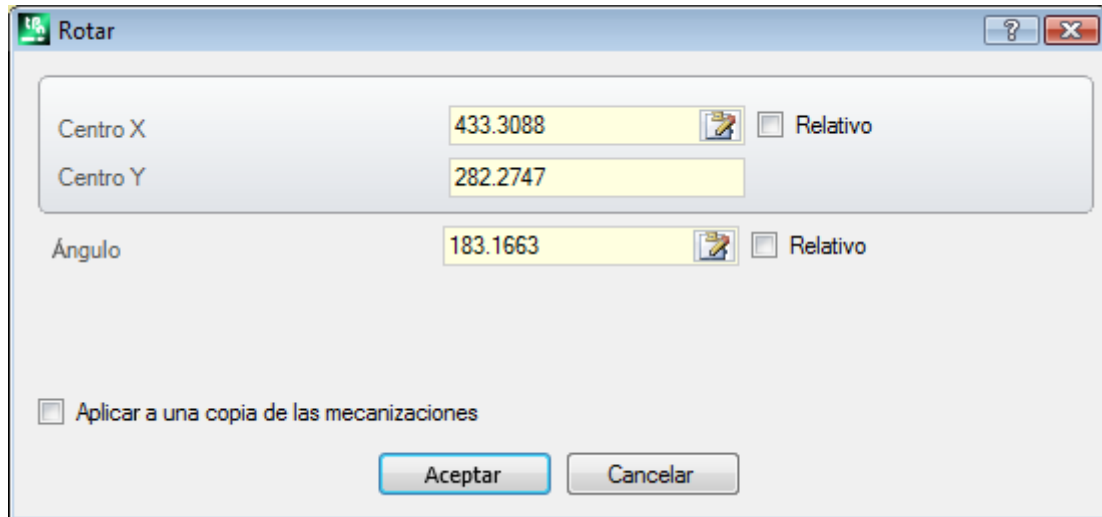 Rotar
Centro X 433.3088 Relativo
Centro Y 282.2747
Ángulo 183.1663 Relativo
Aplicar a una copia de las mecanizaciones
Aceptar Cancelar